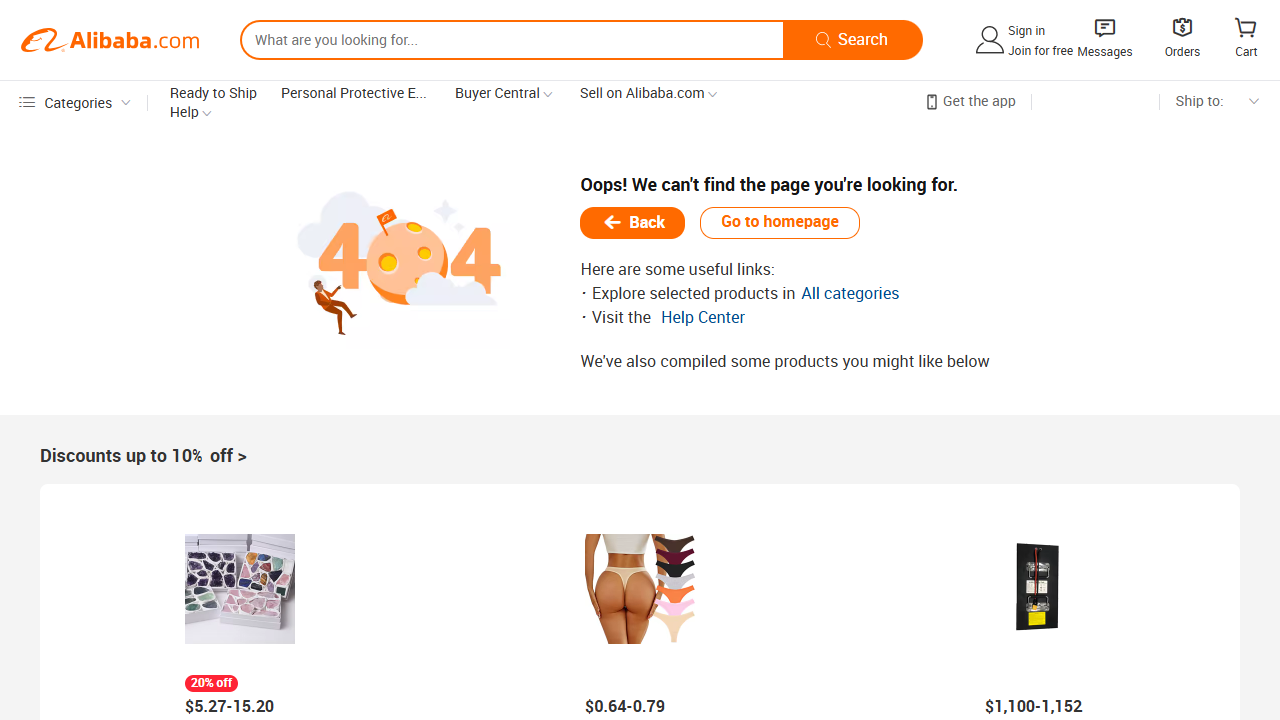 Alibaba.com
What are you looking for...
Search
Sign in
Join for free
Messages
Orders
Cart
Categories
Ready to Ship
Personal Protective E...
Buyer Central
Sell on Alibaba.com
Help
Get the app
Ship to:
404
Oops! We can't find the page you're looking for.
Back
Go to homepage
Here are some useful links:
· Explore selected products in All categories
· Visit the Help Center
We've also compiled some products you might like below
Discounts up to 10% off >
20% off
$5.27-15.20
$0.64-0.79
$1,100-1,152